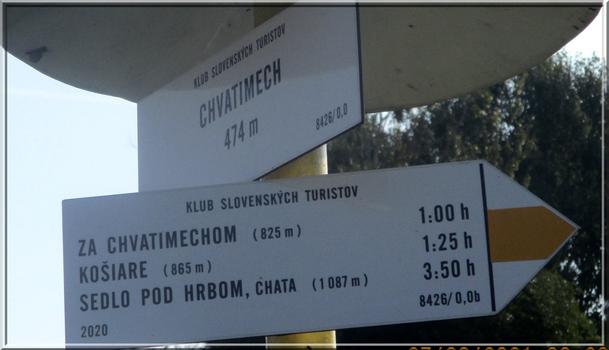 KLUB SLOVENSKÝCH TURISTOV
CHVATIMECH
474 m
8426/0,0
KLUB SLOVENSKÝCH TURISTOV
ZA CHVATIMECHOM (825 m) 1:00 h
KOŠIARE (865 m) 1:25 h
SEDLO POD HRBOM, CHATA (1 087 m) 3:50 h
2020 8426/0,0b